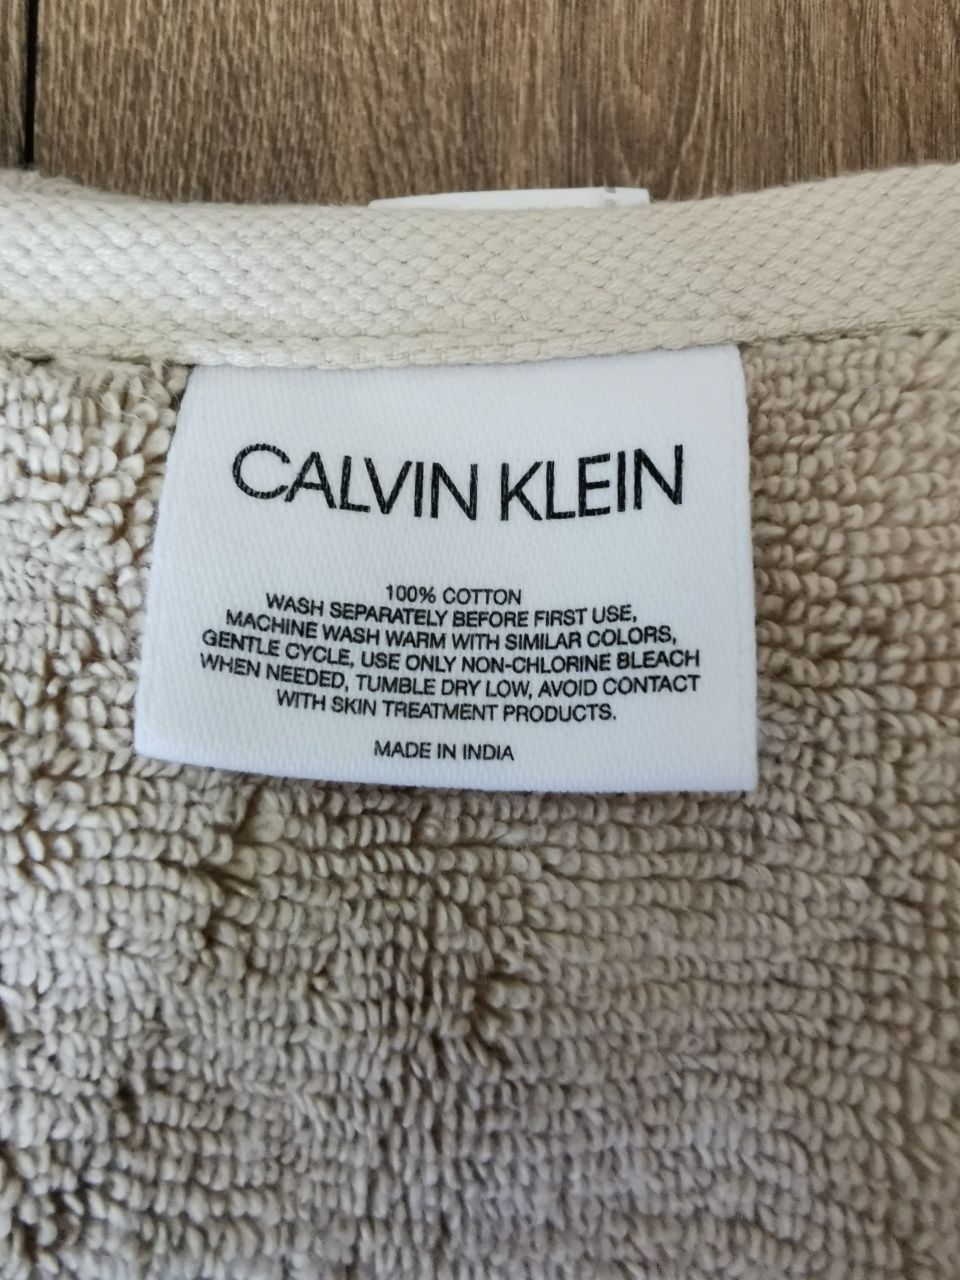 CALVIN KLEIN
100% COTTON
WASH SEPARATELY BEFORE FIRST USE,
MACHINE WASH WARM WITH SIMILAR COLORS,
GENTLE CYCLE, USE ONLY NON-CHLORINE BLEACH
WHEN NEEDED, TUMBLE DRY LOW, AVOID CONTACT
WITH SKIN TREATMENT PRODUCTS.
MADE IN INDIA